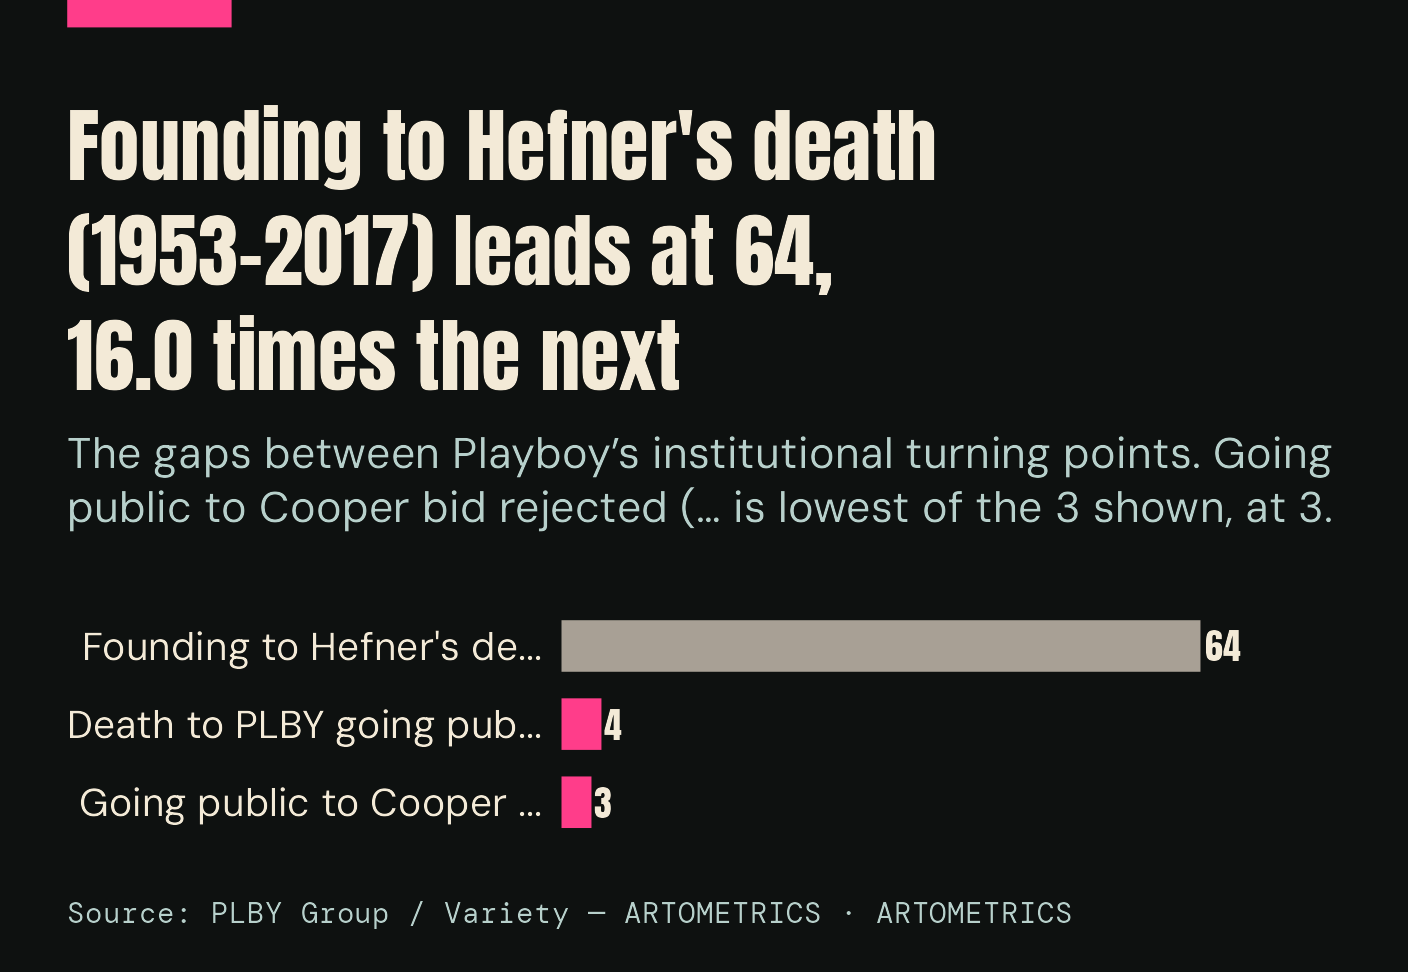 Founding to Hefner's death
(1953-2017) leads at 64,
16.0 times the next
The gaps between Playboy’s institutional turning points. Going
public to Cooper bid rejected (… is lowest of the 3 shown, at 3.
Founding to Hefner's de… 64
Death to PLBY going pub… 4
Going public to Cooper … 3
Source: PLBY Group / Variety — ARTOMETRICS · ARTOMETRICS